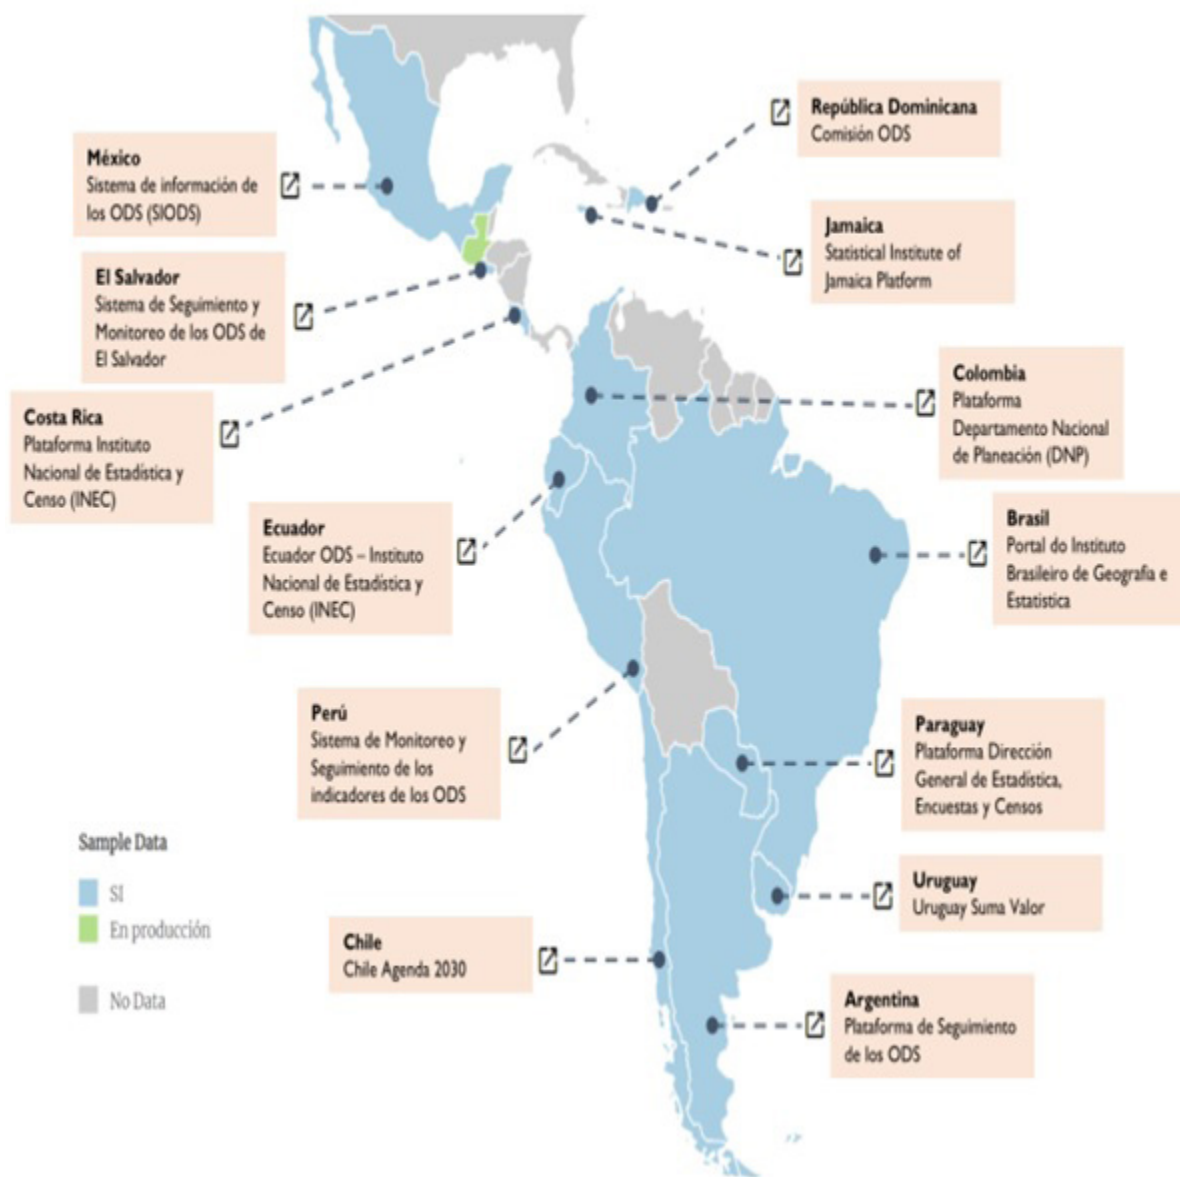 República Dominicana
Comisión ODS
México
Sistema de información de
los ODS (SIODS)
Jamaica
Statistical Institute of
Jamaica Platform
El Salvador
Sistema de Seguimiento y
Monitoreo de los ODS de
El Salvador
Colombia
Plataforma
Departamento Nacional
de Planeación (DNP)
Costa Rica
Plataforma Instituto
Nacional de Estadística y
Censo (INEC)
Ecuador
Ecuador ODS – Instituto
Nacional de Estadística y
Censo (INEC)
Brasil
Portal do Instituto
Brasileiro de Geografia e
Estatistica
Perú
Sistema de Monitoreo y
Seguimiento de los
indicadores de los ODS
Paraguay
Plataforma Dirección
General de Estadística,
Encuestas y Censos
Sample Data
SI
En producción
No Data
Uruguay
Uruguay Suma Valor
Chile
Chile Agenda 2030
Argentina
Plataforma de Seguimiento
de los ODS